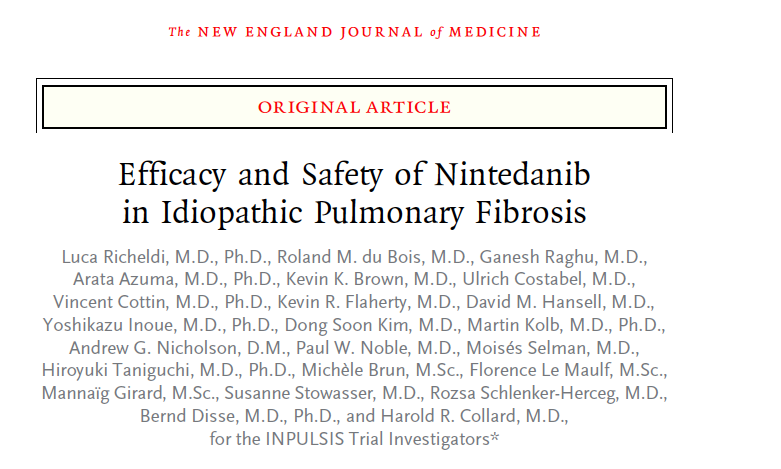 The NEW ENGLAND JOURNAL of MEDICINE
ORIGINAL ARTICLE
Efficacy and Safety of Nintedanib
in Idiopathic Pulmonary Fibrosis
Luca Richeldi, M.D., Ph.D., Roland M. du Bois, M.D., Ganesh Raghu, M.D.,
Arata Azuma, M.D., Ph.D., Kevin K. Brown, M.D., Ulrich Costabel, M.D.,
Vincent Cottin, M.D., Ph.D., Kevin R. Flaherty, M.D., David M. Hansell, M.D.,
Yoshikazu Inoue, M.D., Ph.D., Dong Soon Kim, M.D., Martin Kolb, M.D., Ph.D.,
Andrew G. Nicholson, D.M., Paul W. Noble, M.D., Moisés Selman, M.D.,
Hiroyuki Taniguchi, M.D., Ph.D., Michèle Brun, M.Sc., Florence Le Maulf, M.Sc.,
Mannaïg Girard, M.Sc., Susanne Stowasser, M.D., Rozsa Schlenker-Herceg, M.D.,
Bernd Disse, M.D., Ph.D., and Harold R. Collard, M.D.,
for the INPULSIS Trial Investigators*